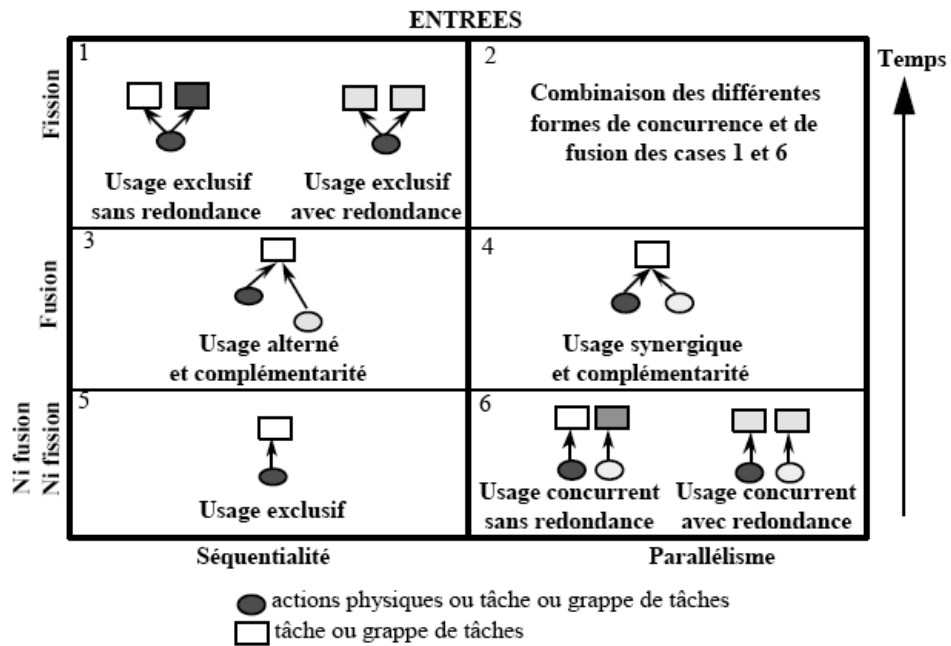 ENTREES
Temps
Fission
1
Usage exclusif
sans redondance
Usage exclusif
avec redondance
2
Combinaison des différentes
formes de concurrence et de
fusion des cases 1 et 6
Fusion
3
Usage alterné
et complémentarité
4
Usage synergique
et complémentarité
Ni fusion
Ni fission
5
Usage exclusif
6
Usage concurrent
sans redondance
Usage concurrent
avec redondance
Séquentialité
Parallélisme
actions physiques ou tâche ou grappe de tâches
tâche ou grappe de tâches